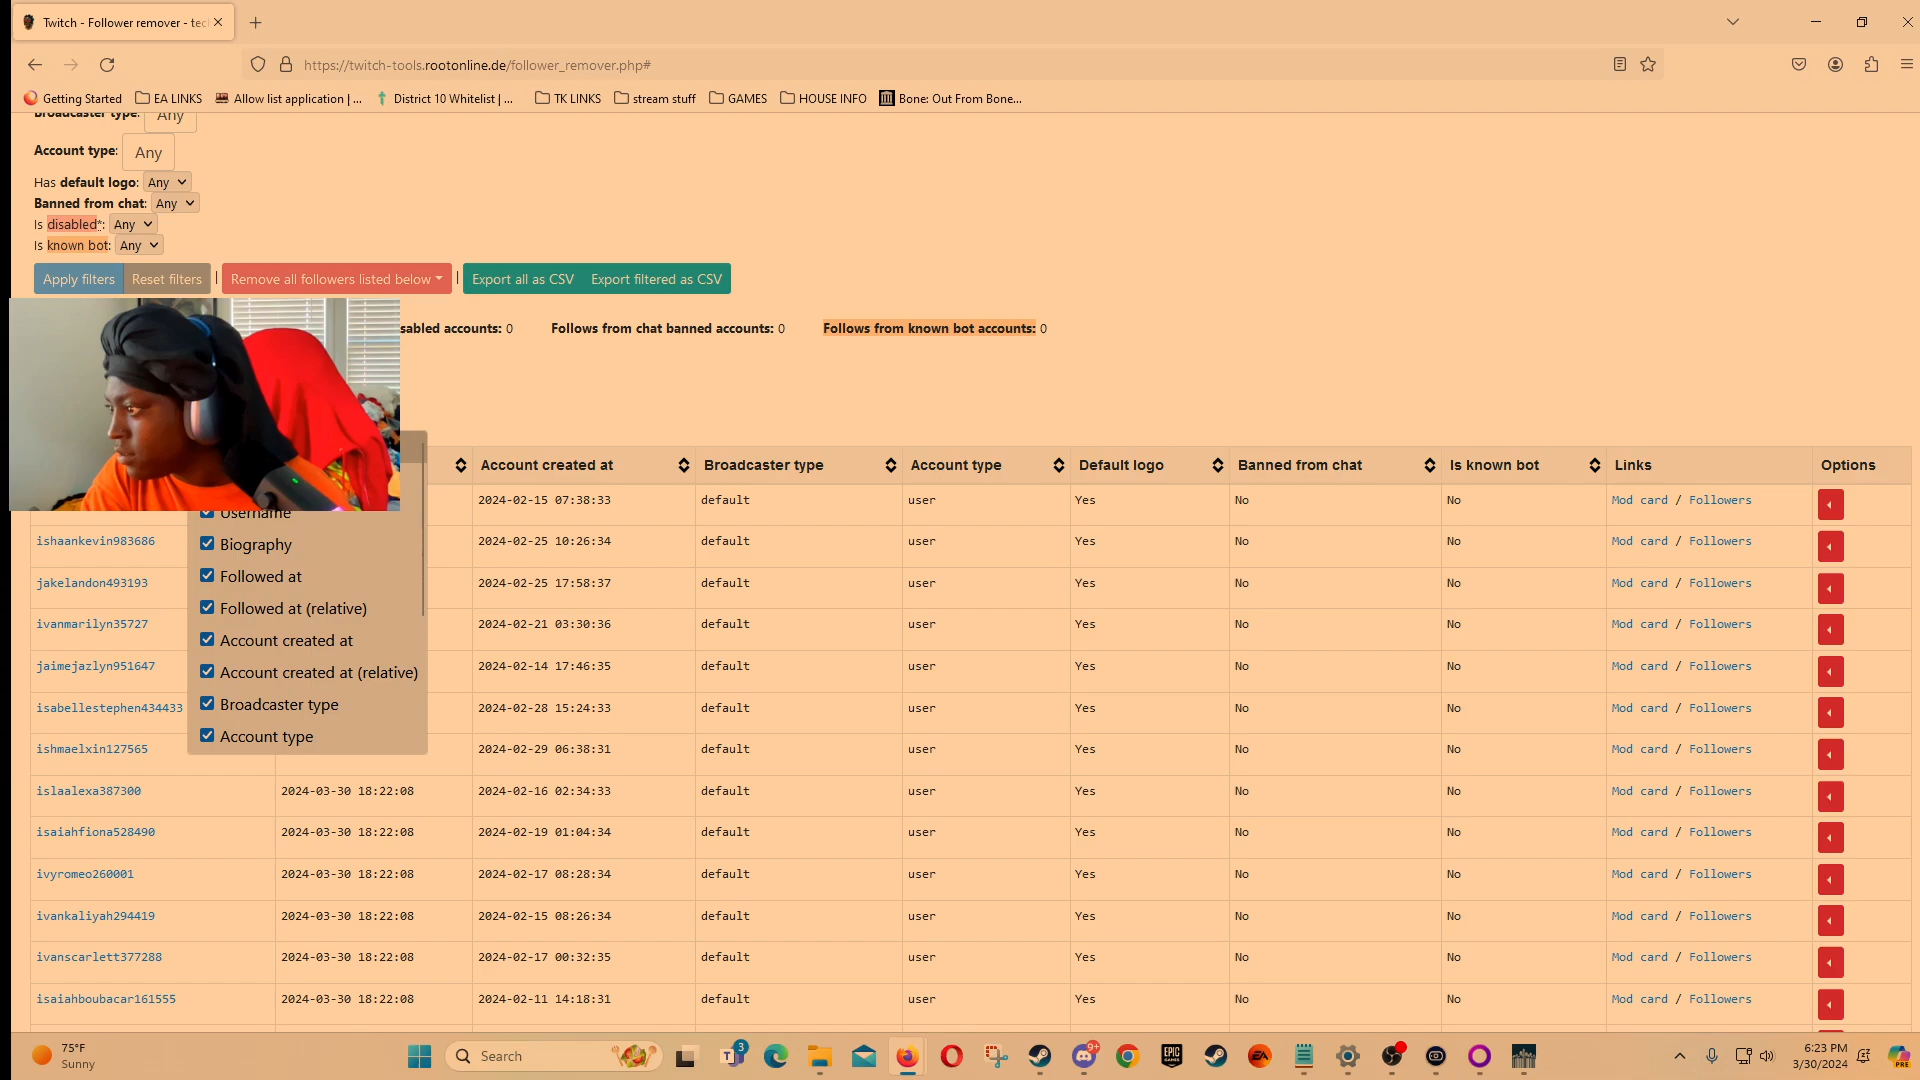 Twitch - Follower remover - tec
https://twitch-tools.rootonline.de/follower_remover.php#
Getting Started
EA LINKS
Allow list application | ...
District 10 Whitelist | ...
TK LINKS
stream stuff
GAMES
HOUSE INFO
Bone: Out From Bone...
Broadcaster type: Any
Account type: Any
Has default logo: Any
Banned from chat: Any
Is disabled*: Any
Is known bot: Any
Apply filters Reset filters | Remove all followers listed below | Export all as CSV Export filtered as CSV
sabled accounts: 0 Follows from chat banned accounts: 0 Follows from known bot accounts: 0
Account created at Broadcaster type Account type Default logo Banned from chat Is known bot Links Options
2024-02-15 07:38:33 default user Yes No No Mod card / Followers
Username
Biography
Followed at
Followed at (relative)
Account created at
Account created at (relative)
Broadcaster type
Account type
ishaankevin983686 2024-02-25 10:26:34 default user Yes No No Mod card / Followers
jakelandon493193 2024-02-25 17:58:37 default user Yes No No Mod card / Followers
ivanmarilyn35727 2024-02-21 03:30:36 default user Yes No No Mod card / Followers
jaimejazlyn951647 2024-02-14 17:46:35 default user Yes No No Mod card / Followers
isabellestephen434433 2024-02-28 15:24:33 default user Yes No No Mod card / Followers
ishmaelxin127565 2024-02-29 06:38:31 default user Yes No No Mod card / Followers
islaalexa387300 2024-03-30 18:22:08 2024-02-16 02:34:33 default user Yes No No Mod card / Followers
isaiahfiona528490 2024-03-30 18:22:08 2024-02-19 01:04:34 default user Yes No No Mod card / Followers
ivyromeo260001 2024-03-30 18:22:08 2024-02-17 08:28:34 default user Yes No No Mod card / Followers
ivankaliyah294419 2024-03-30 18:22:08 2024-02-15 08:26:34 default user Yes No No Mod card / Followers
ivanscarlett377288 2024-03-30 18:22:08 2024-02-17 00:32:35 default user Yes No No Mod card / Followers
isaiahboubacar161555 2024-03-30 18:22:08 2024-02-11 14:18:31 default user Yes No No Mod card / Followers
75°F
Sunny
Search
3
9+
EPIC GAMES
EA
PRE
6:23 PM
3/30/2024